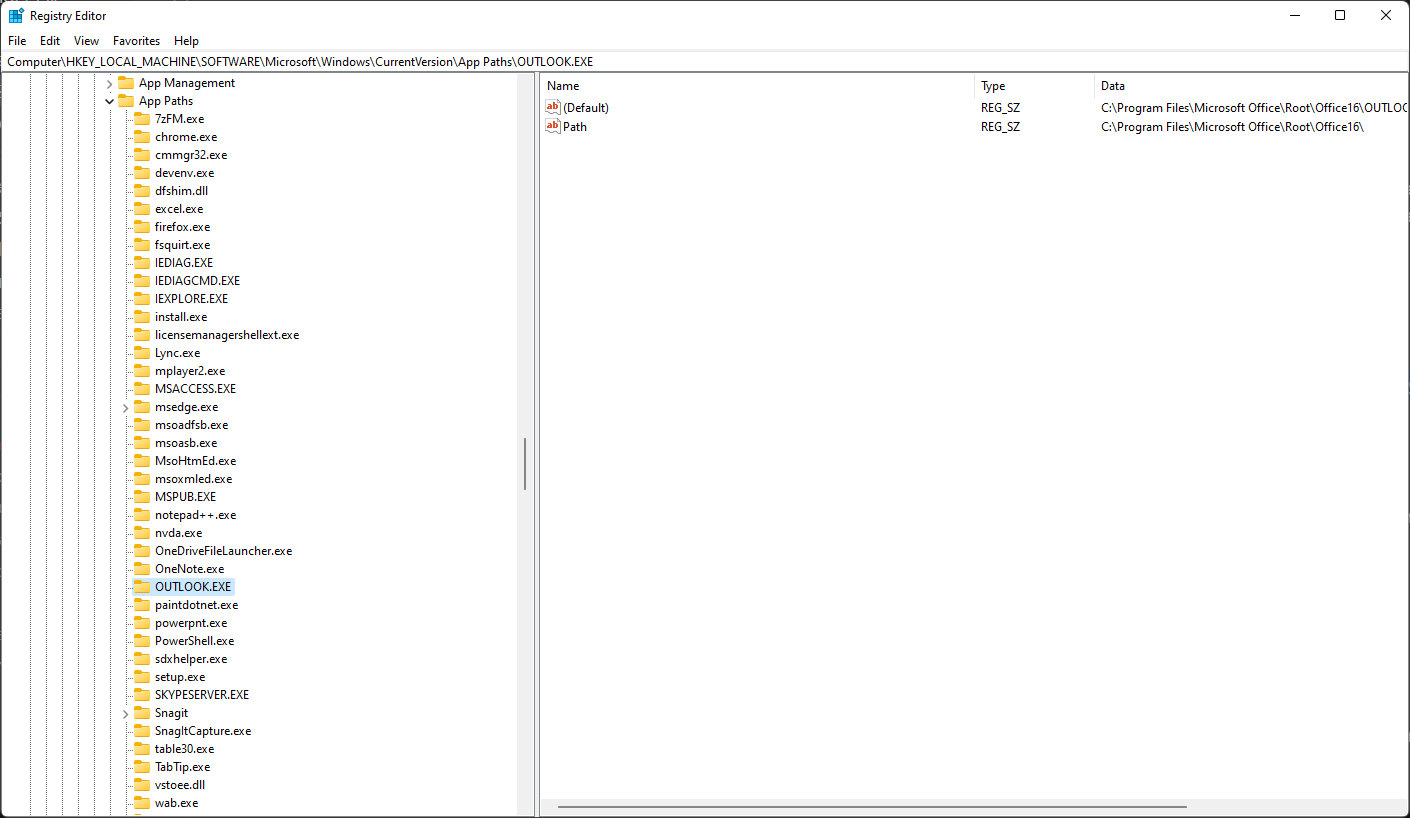 Registry Editor
File Edit View Favorites Help
Computer\HKEY_LOCAL_MACHINE\SOFTWARE\Microsoft\Windows\CurrentVersion\App Paths\OUTLOOK.EXE
App Management
App Paths
7zFM.exe
chrome.exe
cmmgr32.exe
devenv.exe
dfshim.dll
excel.exe
firefox.exe
fsquirt.exe
IEDIAG.EXE
IEDIAGCMD.EXE
IEXPLORE.EXE
install.exe
licensemanagershellext.exe
Lync.exe
mplayer2.exe
MSACCESS.EXE
msedge.exe
msoadfsb.exe
msoasb.exe
MsoHtmEd.exe
msoxmled.exe
MSPUB.EXE
notepad++.exe
nvda.exe
OneDriveFileLauncher.exe
OneNote.exe
OUTLOOK.EXE
paintdotnet.exe
powerpnt.exe
PowerShell.exe
sdxhelper.exe
setup.exe
SKYPESERVER.EXE
Snagit
SnagItCapture.exe
table30.exe
TabTip.exe
vstoee.dll
wab.exe
Name Type Data
ab (Default) REG_SZ C:\Program Files\Microsoft Office\Root\Office16\OUTLOO
ab Path REG_SZ C:\Program Files\Microsoft Office\Root\Office16\